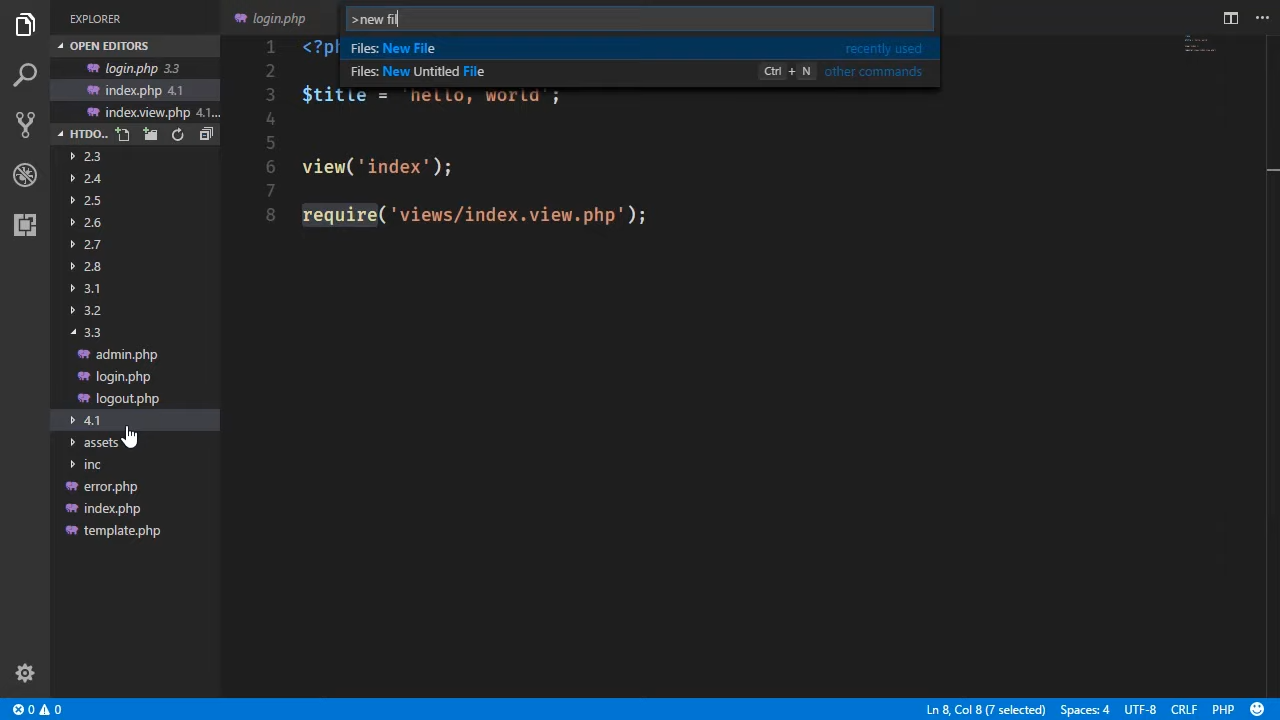 EXPLORER
OPEN EDITORS
login.php 3.3
index.php 4.1
index.view.php 4.1...
HTDO..
2.3
2.4
2.5
2.6
2.7
2.8
3.1
3.2
3.3
admin.php
login.php
logout.php
4.1
assets
inc
error.php
index.php
template.php
login.php
>new fil
Files: New File recently used
Files: New Untitled File Ctrl + N other commands
1 <?ph
2
3 $title = 'hello, world';
4
5
6 view('index');
7
8 require('views/index.view.php');
0 0
Ln 8, Col 8 (7 selected) Spaces: 4 UTF-8 CRLF PHP